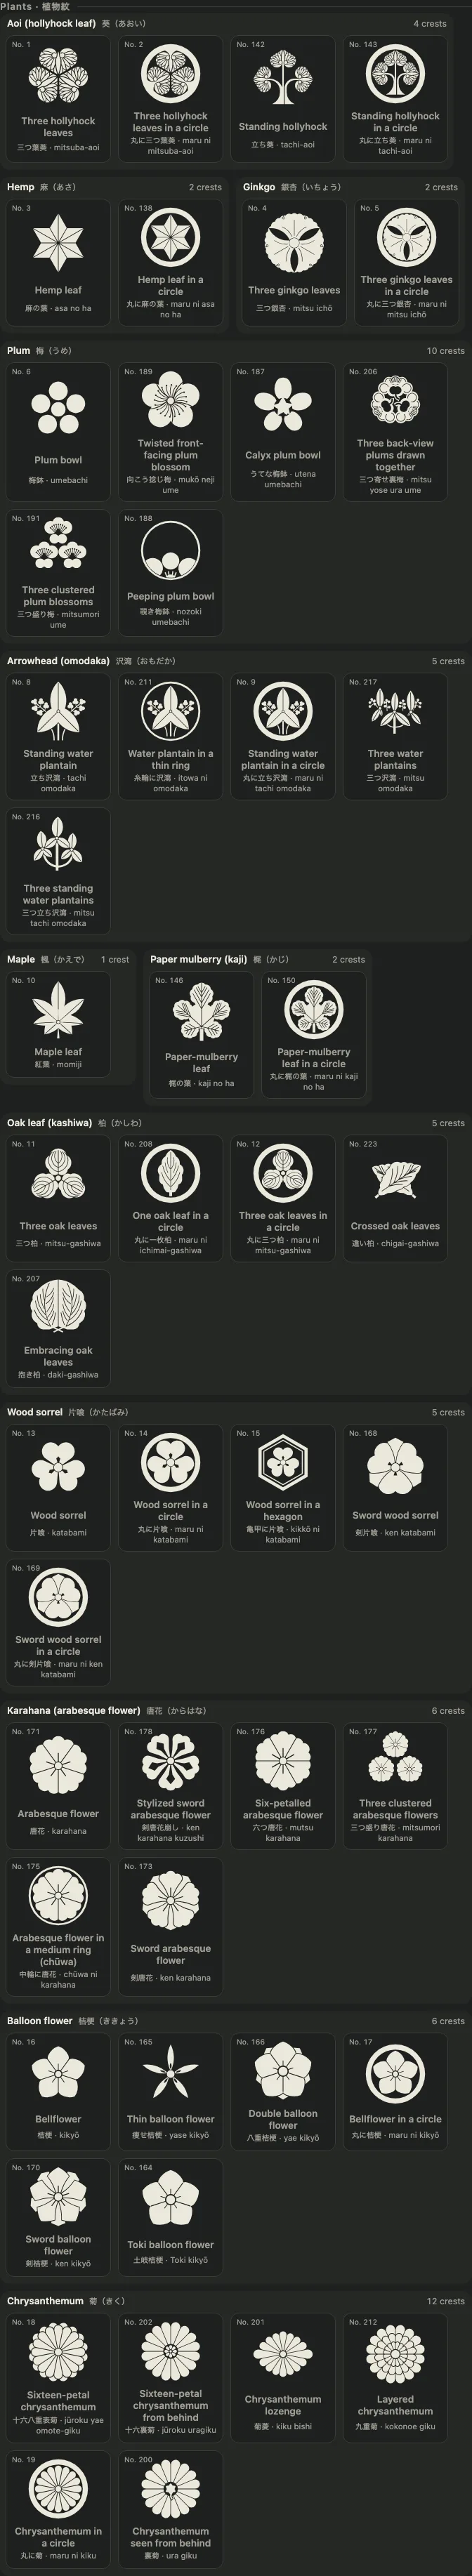 Plants · 植物紋
Aoi (hollyhock leaf) 葵（あおい） 4 crests
No. 1
Three hollyhock
leaves
三つ葉葵 · mitsuba-aoi
No. 2
Three hollyhock
leaves in a circle
丸に三つ葉葵 · maru ni
mitsuba-aoi
No. 142
Standing hollyhock
立ち葵 · tachi-aoi
No. 143
Standing hollyhock
in a circle
丸に立ち葵 · maru ni
tachi-aoi
Hemp 麻（あさ） 2 crests
No. 3
Hemp leaf
麻の葉 · asa no ha
No. 138
Hemp leaf in a
circle
丸に麻の葉 · maru ni asa
no ha
Ginkgo 銀杏（いちょう） 2 crests
No. 4
Three ginkgo leaves
三つ銀杏 · mitsu ichō
No. 5
Three ginkgo leaves
in a circle
丸に三つ銀杏 · maru ni
mitsu ichō
Plum 梅（うめ） 10 crests
No. 6
Plum bowl
梅鉢 · umebachi
No. 189
Twisted front-
facing plum
blossom
向こう捻じ梅 · mukō neji
ume
No. 187
Calyx plum bowl
うてな梅鉢 · utena
umebachi
No. 206
Three back-view
plums drawn
together
三つ寄せ裏梅 · mitsu
yose ura ume
No. 191
Three clustered
plum blossoms
三つ盛り梅 · mitsumori
ume
No. 188
Peeping plum bowl
覗き梅鉢 · nozoki
umebachi
Arrowhead (omodaka) 沢瀉（おもだか） 5 crests
No. 8
Standing water
plantain
立ち沢瀉 · tachi
omodaka
No. 211
Water plantain in a
thin ring
糸輪に沢瀉 · itowa ni
omodaka
No. 9
Standing water
plantain in a circle
丸に立ち沢瀉 · maru ni
tachi omodaka
No. 217
Three water
plantains
三つ沢瀉 · mitsu
omodaka
No. 216
Three standing
water plantains
三つ立ち沢瀉 · mitsu
tachi omodaka
Maple 楓（かえで） 1 crest
No. 10
Maple leaf
紅葉 · momiji
Paper mulberry (kaji) 梶（かじ） 2 crests
No. 146
Paper-mulberry
leaf
梶の葉 · kaji no ha
No. 150
Paper-mulberry
leaf in a circle
丸に梶の葉 · maru ni kaji
no ha
Oak leaf (kashiwa) 柏（かしわ） 5 crests
No. 11
Three oak leaves
三つ柏 · mitsu-gashiwa
No. 208
One oak leaf in a
circle
丸に一枚柏 · maru ni
ichimai-gashiwa
No. 12
Three oak leaves in
a circle
丸に三つ柏 · maru ni
mitsu-gashiwa
No. 223
Crossed oak leaves
違い柏 · chigai-gashiwa
No. 207
Embracing oak
leaves
抱き柏 · daki-gashiwa
Wood sorrel 片喰（かたばみ） 5 crests
No. 13
Wood sorrel
片喰 · katabami
No. 14
Wood sorrel in a
circle
丸に片喰 · maru ni
katabami
No. 15
Wood sorrel in a
hexagon
亀甲に片喰 · kikkō ni
katabami
No. 168
Sword wood sorrel
剣片喰 · ken katabami
No. 169
Sword wood sorrel
in a circle
丸に剣片喰 · maru ni ken
katabami
Karahana (arabesque flower) 唐花（からはな） 6 crests
No. 171
Arabesque flower
唐花 · karahana
No. 178
Stylized sword
arabesque flower
剣唐花崩し · ken
karahana kuzushi
No. 176
Six-petalled
arabesque flower
六つ唐花 · mutsu
karahana
No. 177
Three clustered
arabesque flowers
三つ盛り唐花 · mitsumori
karahana
No. 175
Arabesque flower in
a medium ring
(chūwa)
中輪に唐花 · chūwa ni
karahana
No. 173
Sword arabesque
flower
剣唐花 · ken karahana
Balloon flower 桔梗（ききょう） 6 crests
No. 16
Bellflower
桔梗 · kikyō
No. 165
Thin balloon flower
痩せ桔梗 · yase kikyō
No. 166
Double balloon
flower
八重桔梗 · yae kikyō
No. 17
Bellflower in a circle
丸に桔梗 · maru ni kikyō
No. 170
Sword balloon
flower
剣桔梗 · ken kikyō
No. 164
Toki balloon flower
土岐桔梗 · Toki kikyō
Chrysanthemum 菊（きく） 12 crests
No. 18
Sixteen-petal
chrysanthemum
十六八重表菊 · jūroku yae
omote-giku
No. 202
Sixteen-petal
chrysanthemum
from behind
十六裏菊 · jūroku uragiku
No. 201
Chrysanthemum
lozenge
菊菱 · kiku bishi
No. 212
Layered
chrysanthemum
九重菊 · kokonoe giku
No. 19
Chrysanthemum in
a circle
丸に菊 · maru ni kiku
No. 200
Chrysanthemum
seen from behind
裏菊 · ura giku